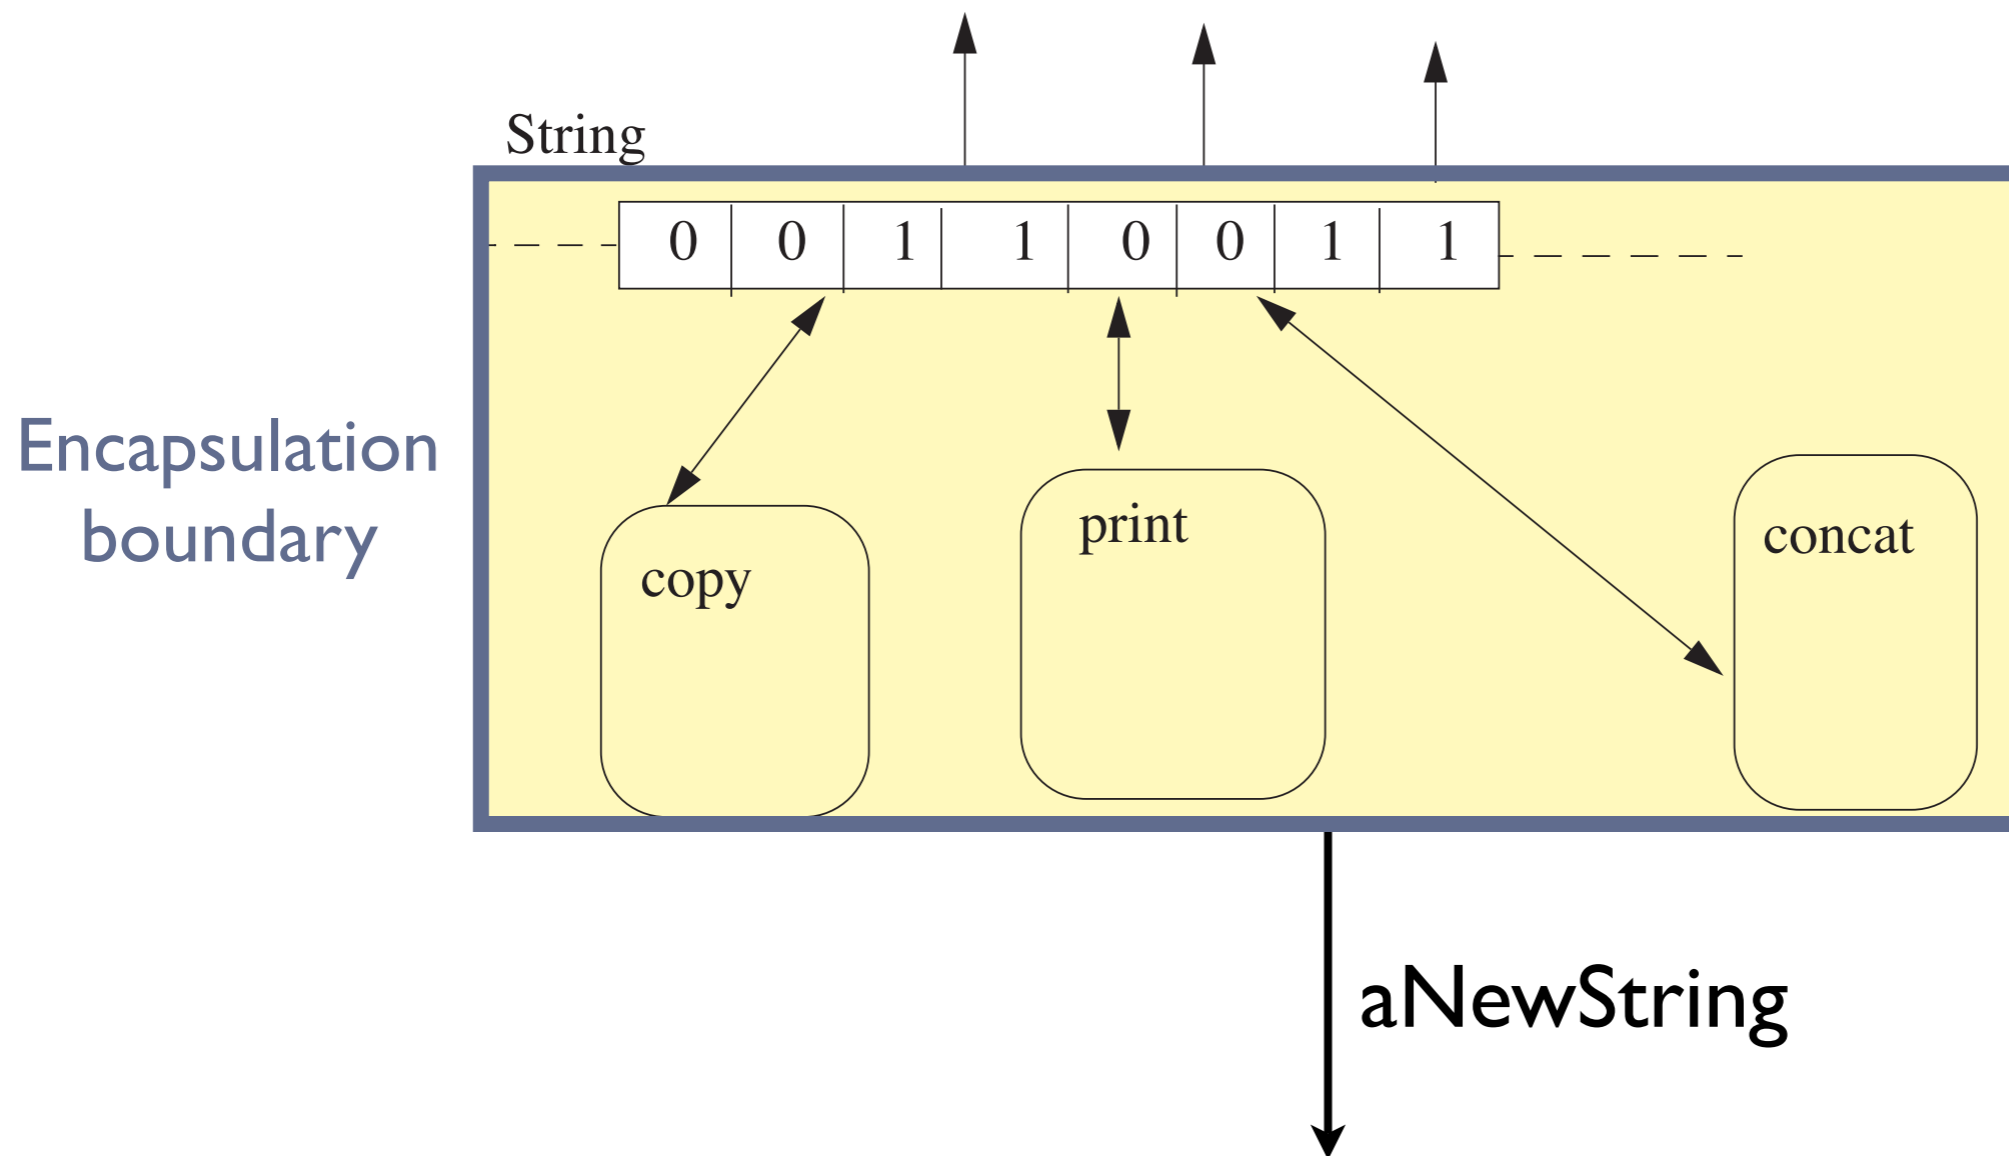 String
0 0 1 1 0 0 1 1
Encapsulation
boundary
copy
print
concat
aNewString